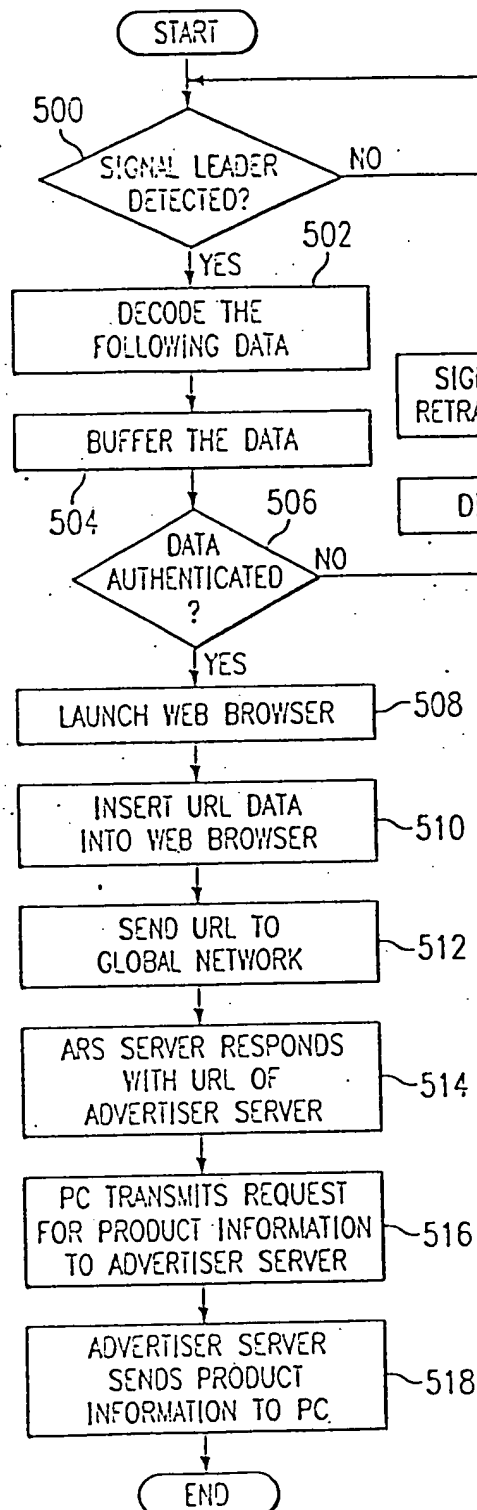 START
500
SIGNAL LEADER
DETECTED?
NO
YES
502
DECODE THE
FOLLOWING DATA
BUFFER THE DATA
504
506
DATA
AUTHENTICATED
?
NO
YES
LAUNCH WEB BROWSER
508
INSERT URL DATA
INTO WEB BROWSER
510
SEND URL TO
GLOBAL NETWORK
512
ARS SERVER RESPONDS
WITH URL OF
ADVERTISER SERVER
514
PC TRANSMITS REQUEST
FOR PRODUCT INFORMATION
TO ADVERTISER SERVER
516
ADVERTISER SERVER
SENDS PRODUCT
INFORMATION TO PC
518
END